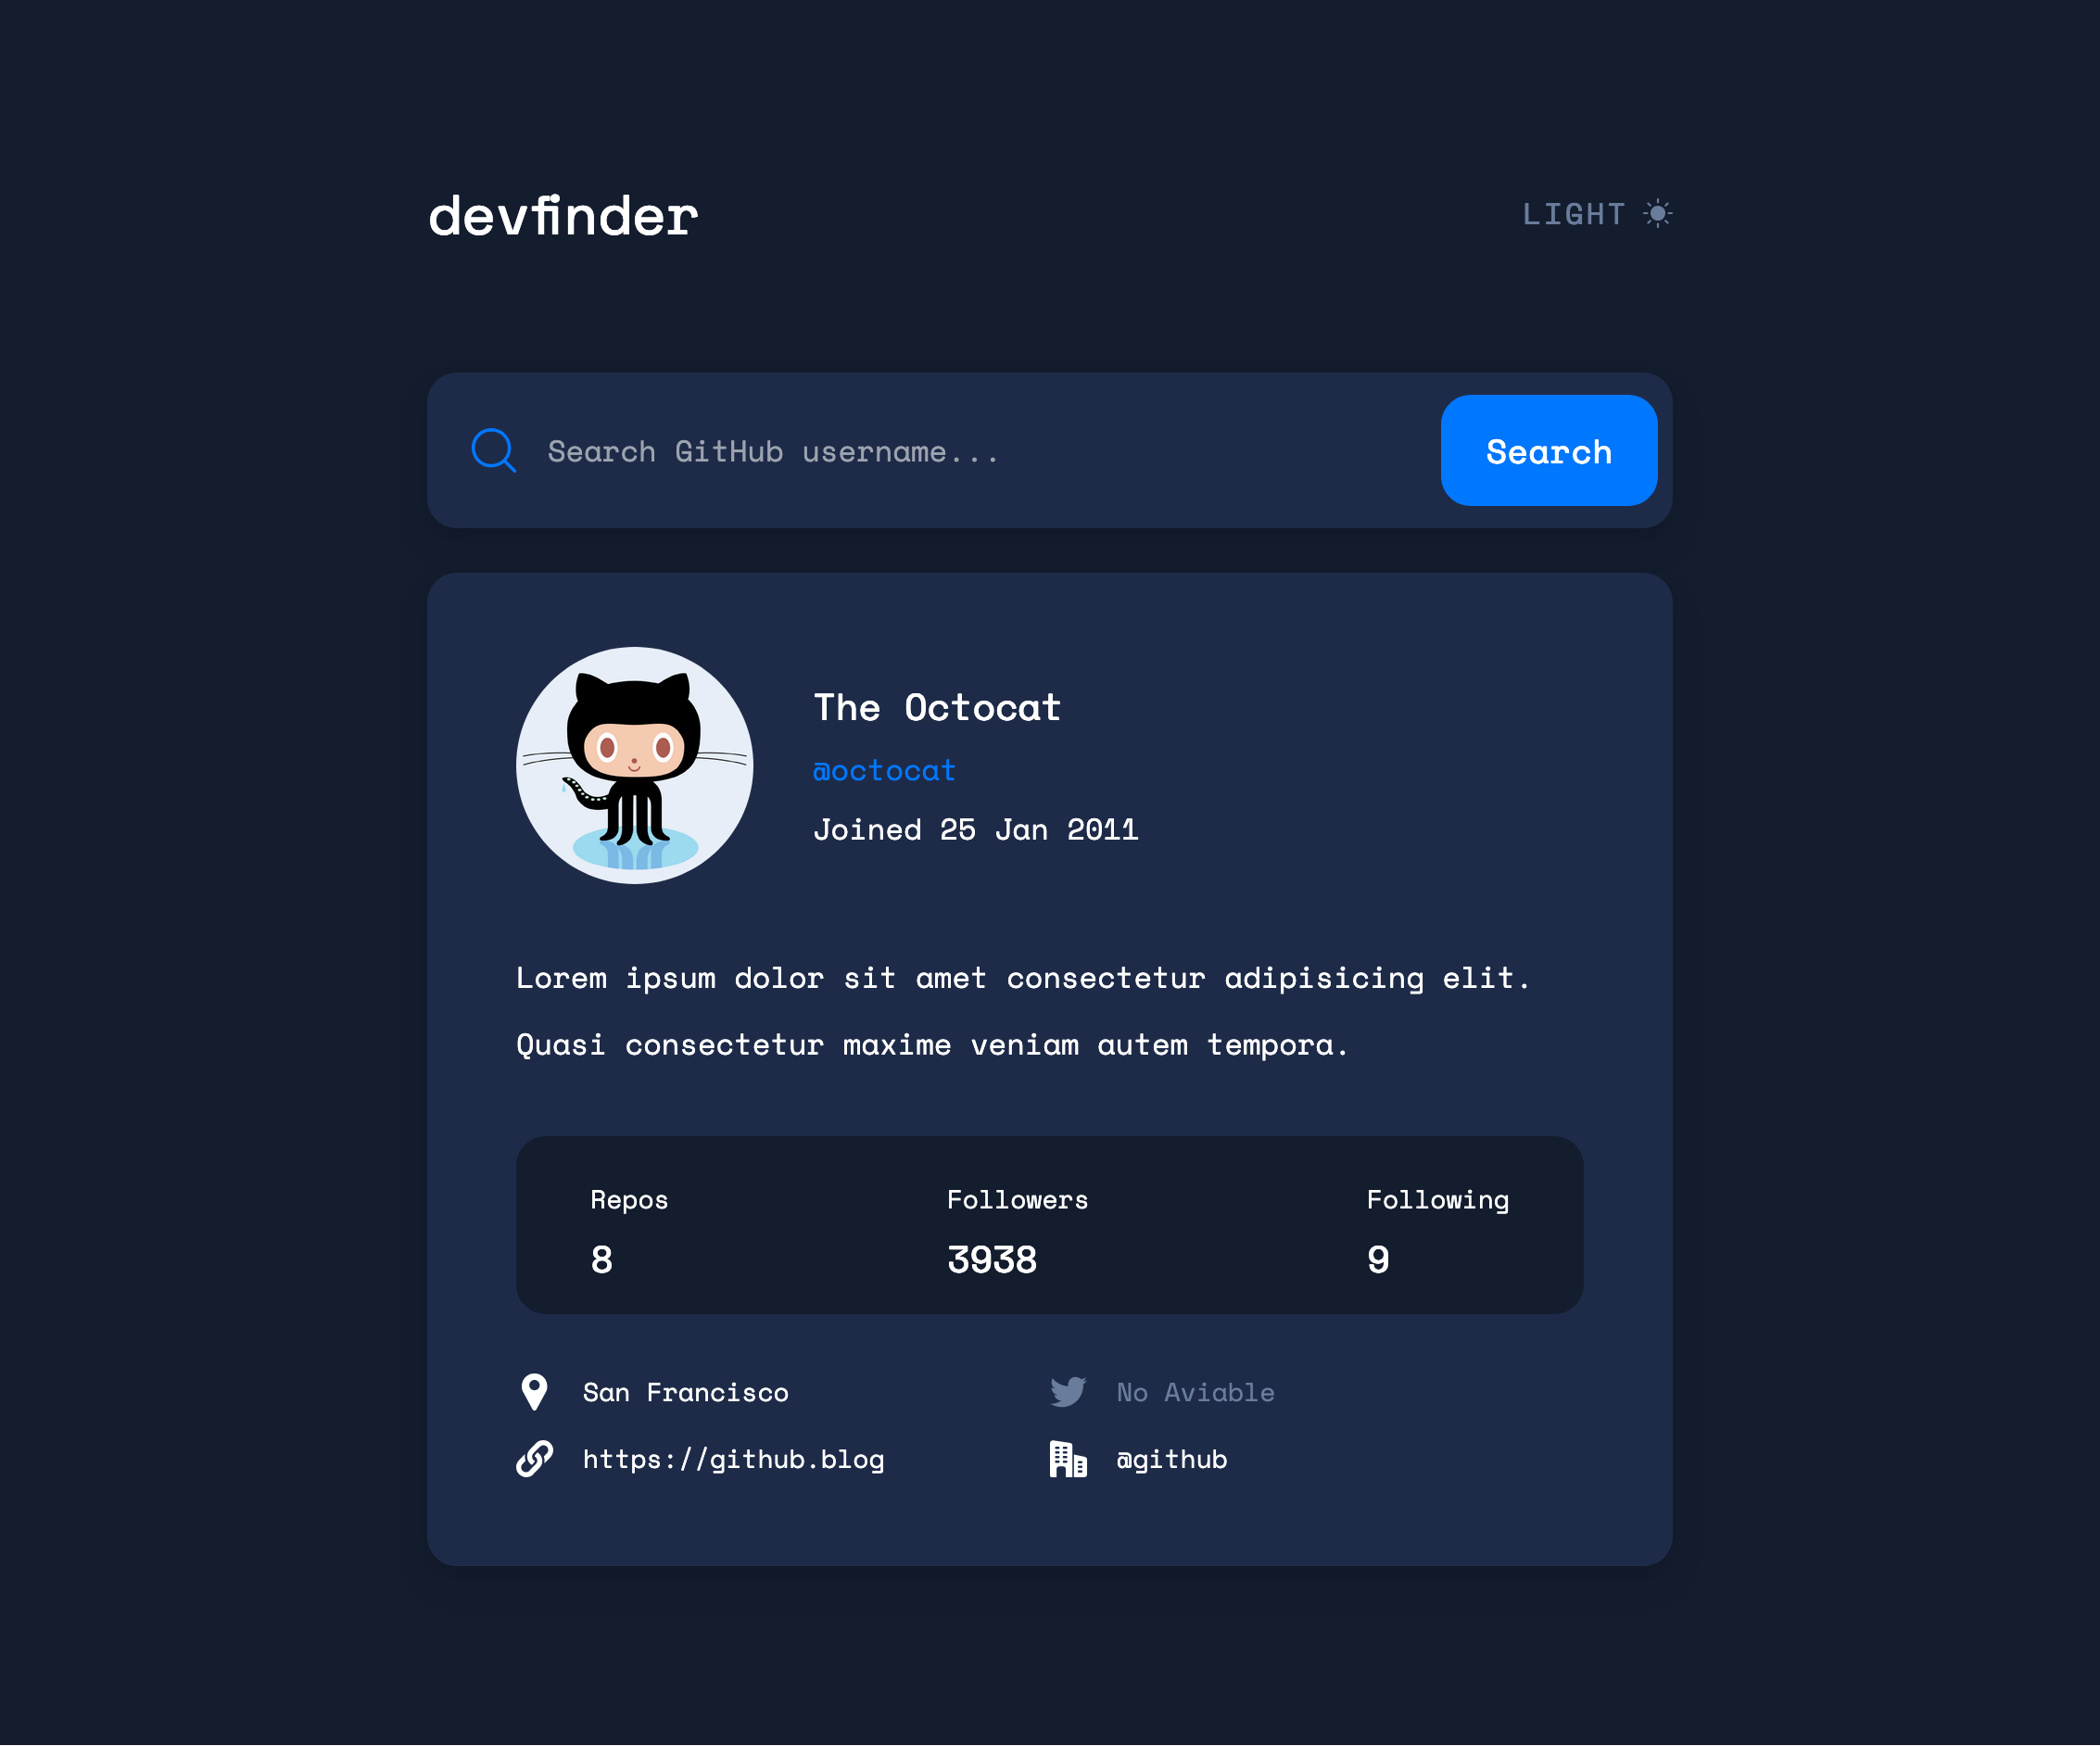 devfinder
LIGHT
Search GitHub username...
Search
The Octocat
@octocat
Joined 25 Jan 2011
Lorem ipsum dolor sit amet consectetur adipisicing elit.
Quasi consectetur maxime veniam autem tempora.
Repos Followers Following
8 3938 9
San Francisco No Aviable
https://github.blog @github